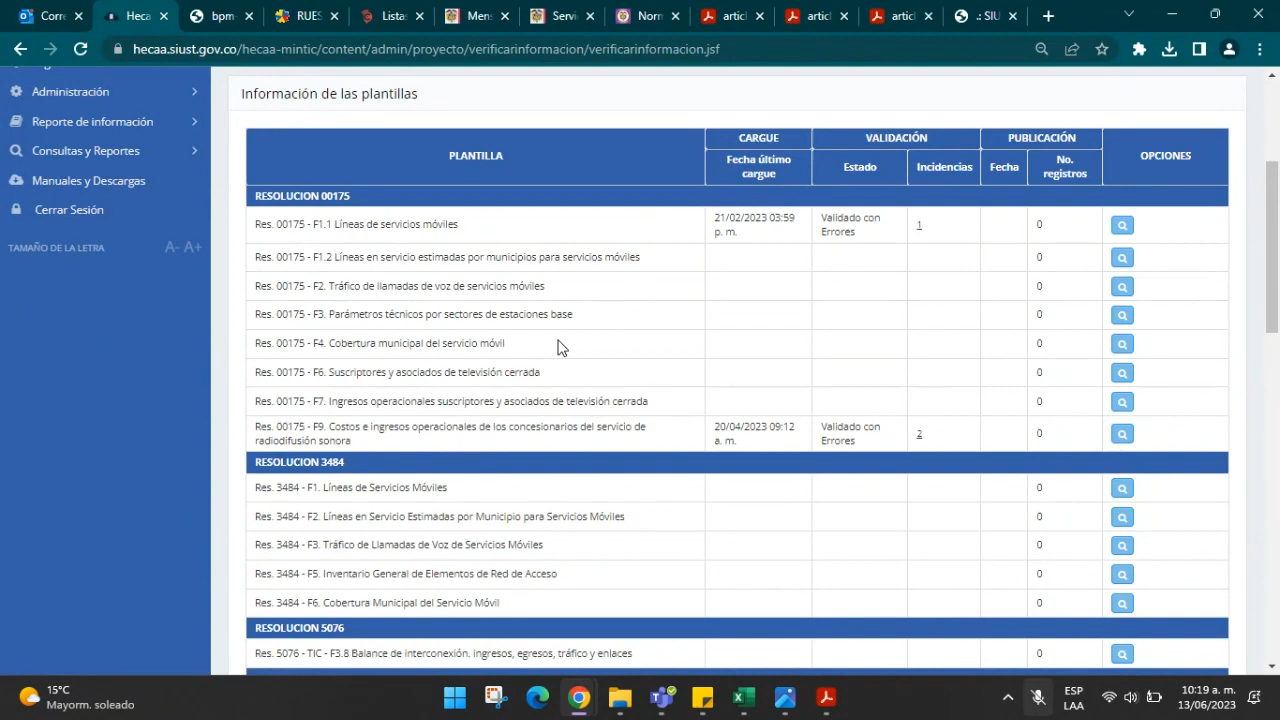 Corre
Hecaa
bpm-
RUES
Listas
Mens
Servi
Norn
artic
artic
artic
.: SIU
hecaa.siust.gov.co/hecaa-mintic/content/admin/proyecto/verificarinformacion/verificarinformacion.jsf
Administración
Reporte de información
Consultas y Reportes
Manuales y Descargas
Cerrar Sesión
TAMAÑO DE LA LETRA A- A+
Información de las plantillas
PLANTILLA CARGUE VALIDACIÓN PUBLICACIÓN OPCIONES
Fecha último cargue Estado Incidencias Fecha No. registros
RESOLUCION 00175
Res. 00175 - F1.1 Líneas de servicios móviles 21/02/2023 03:59 p. m. Validado con Errores 1 0
Res. 00175 - F1.2 Líneas en servicio estimadas por municipios para servicios móviles 0
Res. 00175 - F2. Tráfico de llamadas de voz de servicios móviles 0
Res. 00175 - F3. Parámetros técnicos por sectores de estaciones base 0
Res. 00175 - F4. Cobertura municipal del servicio móvil 0
Res. 00175 - F6. Suscriptores y asociados de televisión cerrada 0
Res. 00175 - F7. Ingresos operacionales suscriptores y asociados de televisión cerrada 0
Res. 00175 - F9. Costos e ingresos operacionales de los concesionarios del servicio de radiodifusión sonora 20/04/2023 09:12 a. m. Validado con Errores 2 0
RESOLUCION 3484
Res. 3484 - F1. Líneas de Servicios Móviles 0
Res. 3484 - F2. Líneas en Servicio Estimadas por Municipio para Servicios Móviles 0
Res. 3484 - F3. Tráfico de Llamadas de Voz de Servicios Móviles 0
Res. 3484 - F5. Inventario General de Elementos de Red de Acceso 0
Res. 3484 - F6. Cobertura Municipal del Servicio Móvil 0
RESOLUCION 5076
Res. 5076 - TIC - F3.8 Balance de interconexión. ingresos, egresos, tráfico y enlaces 0
15°C
Mayorm. soleado
ESP
LAA
10:19 a. m.
13/06/2023